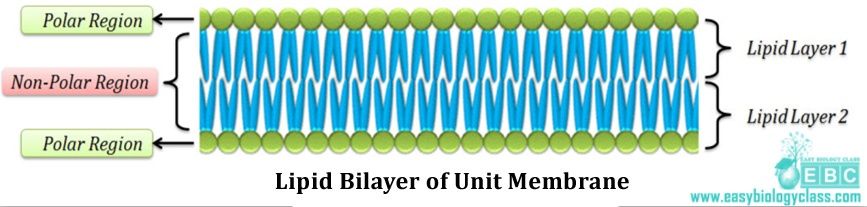 Polar Region
Non-Polar Region
Polar Region
Lipid Layer 1
Lipid Layer 2
EASY BIOLOGY CLASS
EBC
www.easybiologyclass.com
Lipid Bilayer of Unit Membrane